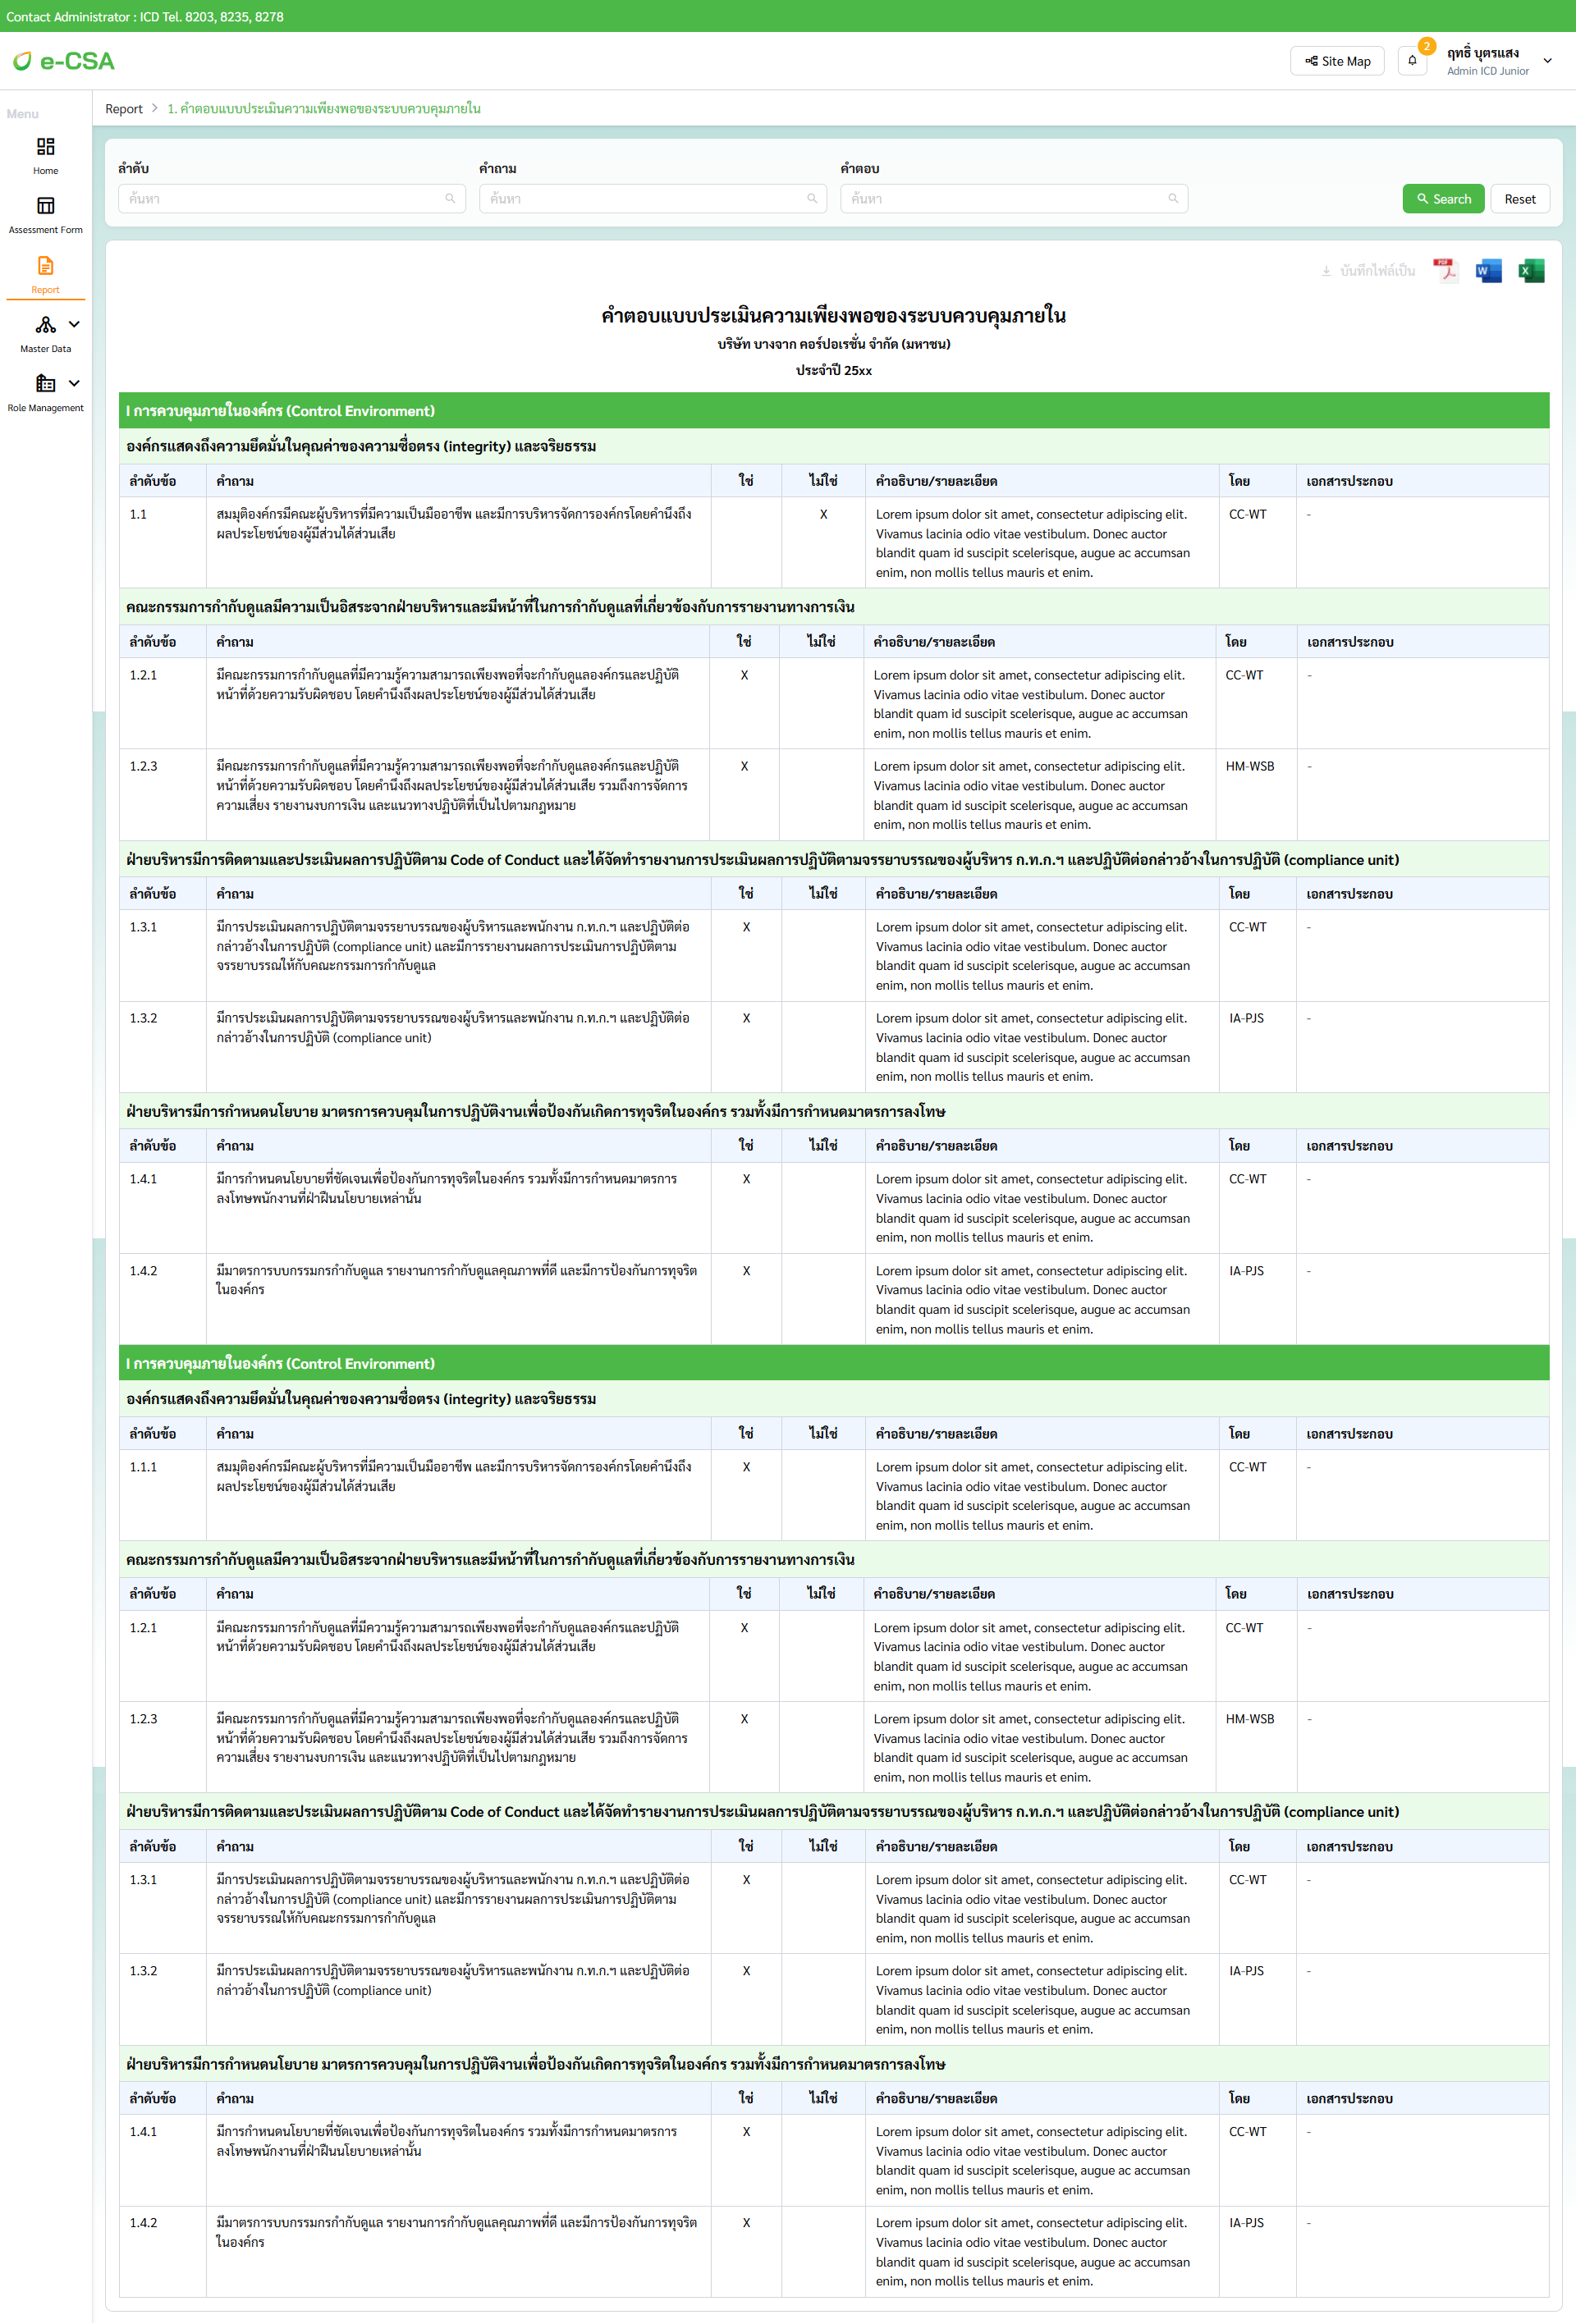 Contact Administrator : ICD Tel. 8203, 8235, 8278
e-CSA
Site Map
2
ฤทธิ์ บุตรแสง
Admin ICD Junior
Menu
Home
Assessment Form
Report
Master Data
Role Management
Report > 1. คำตอบแบบประเมินความเพียงพอของระบบควบคุมภายใน
ลำดับ คำถาม คำตอบ
ค้นหา ค้นหา ค้นหา Search Reset
บันทึกไฟล์เป็น
คำตอบแบบประเมินความเพียงพอของระบบควบคุมภายใน
บริษัท บางจาก คอร์ปอเรชั่น จำกัด (มหาชน)
ประจำปี 25xx
I การควบคุมภายในองค์กร (Control Environment)
องค์กรแสดงถึงความยึดมั่นในคุณค่าของความซื่อตรง (integrity) และจริยธรรม
ลำดับข้อ คำถาม ใช่ ไม่ใช่ คำอธิบาย/รายละเอียด โดย เอกสารประกอบ
1.1 สมมุติองค์กรมีคณะผู้บริหารที่มีความเป็นมืออาชีพ และมีการบริหารจัดการองค์กรโดยคำนึงถึง X Lorem ipsum dolor sit amet, consectetur adipiscing elit. CC-WT -
ผลประโยชน์ของผู้มีส่วนได้ส่วนเสีย Vivamus lacinia odio vitae vestibulum. Donec auctor
blandit quam id suscipit scelerisque, augue ac accumsan
enim, non mollis tellus mauris et enim.
คณะกรรมการกำกับดูแลมีความเป็นอิสระจากฝ่ายบริหารและมีหน้าที่ในการกำกับดูแลที่เกี่ยวข้องกับการรายงานทางการเงิน
ลำดับข้อ คำถาม ใช่ ไม่ใช่ คำอธิบาย/รายละเอียด โดย เอกสารประกอบ
1.2.1 มีคณะกรรมการกำกับดูแลที่มีความรู้ความสามารถเพียงพอที่จะกำกับดูแลองค์กรและปฏิบัติ X Lorem ipsum dolor sit amet, consectetur adipiscing elit. CC-WT -
หน้าที่ด้วยความรับผิดชอบ โดยคำนึงถึงผลประโยชน์ของผู้มีส่วนได้ส่วนเสีย Vivamus lacinia odio vitae vestibulum. Donec auctor
blandit quam id suscipit scelerisque, augue ac accumsan
enim, non mollis tellus mauris et enim.
1.2.3 มีคณะกรรมการกำกับดูแลที่มีความรู้ความสามารถเพียงพอที่จะกำกับดูแลองค์กรและปฏิบัติ X Lorem ipsum dolor sit amet, consectetur adipiscing elit. HM-WSB -
หน้าที่ด้วยความรับผิดชอบ โดยคำนึงถึงผลประโยชน์ของผู้มีส่วนได้ส่วนเสีย รวมถึงการจัดการ Vivamus lacinia odio vitae vestibulum. Donec auctor
ความเสี่ยง รายงานงบการเงิน และแนวทางปฏิบัติที่เป็นไปตามกฎหมาย blandit quam id suscipit scelerisque, augue ac accumsan
enim, non mollis tellus mauris et enim.
ฝ่ายบริหารมีการติดตามและประเมินผลการปฏิบัติตาม Code of Conduct และได้จัดทำรายงานการประเมินผลการปฏิบัติตามจรรยาบรรณของผู้บริหาร ก.ท.ก.ฯ และปฏิบัติต่อกล่าวอ้างในการปฏิบัติ (compliance unit)
ลำดับข้อ คำถาม ใช่ ไม่ใช่ คำอธิบาย/รายละเอียด โดย เอกสารประกอบ
1.3.1 มีการประเมินผลการปฏิบัติตามจรรยาบรรณของผู้บริหารและพนักงาน ก.ท.ก.ฯ และปฏิบัติต่อ X Lorem ipsum dolor sit amet, consectetur adipiscing elit. CC-WT -
กล่าวอ้างในการปฏิบัติ (compliance unit) และมีการรายงานผลการประเมินการปฏิบัติตาม Vivamus lacinia odio vitae vestibulum. Donec auctor
จรรยาบรรณให้กับคณะกรรมการกำกับดูแล blandit quam id suscipit scelerisque, augue ac accumsan
enim, non mollis tellus mauris et enim.
1.3.2 มีการประเมินผลการปฏิบัติตามจรรยาบรรณของผู้บริหารและพนักงาน ก.ท.ก.ฯ และปฏิบัติต่อ X Lorem ipsum dolor sit amet, consectetur adipiscing elit. IA-PJS -
กล่าวอ้างในการปฏิบัติ (compliance unit) Vivamus lacinia odio vitae vestibulum. Donec auctor
blandit quam id suscipit scelerisque, augue ac accumsan
enim, non mollis tellus mauris et enim.
ฝ่ายบริหารมีการกำหนดนโยบาย มาตรการควบคุมในการปฏิบัติงานเพื่อป้องกันเกิดการทุจริตในองค์กร รวมทั้งมีการกำหนดมาตรการลงโทษ
ลำดับข้อ คำถาม ใช่ ไม่ใช่ คำอธิบาย/รายละเอียด โดย เอกสารประกอบ
1.4.1 มีการกำหนดนโยบายที่ชัดเจนเพื่อป้องกันการทุจริตในองค์กร รวมทั้งมีการกำหนดมาตรการ X Lorem ipsum dolor sit amet, consectetur adipiscing elit. CC-WT -
ลงโทษพนักงานที่ฝ่าฝืนนโยบายเหล่านั้น Vivamus lacinia odio vitae vestibulum. Donec auctor
blandit quam id suscipit scelerisque, augue ac accumsan
enim, non mollis tellus mauris et enim.
1.4.2 มีมาตรการบบกรรมกรกำกับดูแล รายงานการกำกับดูแลคุณภาพที่ดี และมีการป้องกันการทุจริต X Lorem ipsum dolor sit amet, consectetur adipiscing elit. IA-PJS -
ในองค์กร Vivamus lacinia odio vitae vestibulum. Donec auctor
blandit quam id suscipit scelerisque, augue ac accumsan
enim, non mollis tellus mauris et enim.
I การควบคุมภายในองค์กร (Control Environment)
องค์กรแสดงถึงความยึดมั่นในคุณค่าของความซื่อตรง (integrity) และจริยธรรม
ลำดับข้อ คำถาม ใช่ ไม่ใช่ คำอธิบาย/รายละเอียด โดย เอกสารประกอบ
1.1.1 สมมุติองค์กรมีคณะผู้บริหารที่มีความเป็นมืออาชีพ และมีการบริหารจัดการองค์กรโดยคำนึงถึง X Lorem ipsum dolor sit amet, consectetur adipiscing elit. CC-WT -
ผลประโยชน์ของผู้มีส่วนได้ส่วนเสีย Vivamus lacinia odio vitae vestibulum. Donec auctor
blandit quam id suscipit scelerisque, augue ac accumsan
enim, non mollis tellus mauris et enim.
คณะกรรมการกำกับดูแลมีความเป็นอิสระจากฝ่ายบริหารและมีหน้าที่ในการกำกับดูแลที่เกี่ยวข้องกับการรายงานทางการเงิน
ลำดับข้อ คำถาม ใช่ ไม่ใช่ คำอธิบาย/รายละเอียด โดย เอกสารประกอบ
1.2.1 มีคณะกรรมการกำกับดูแลที่มีความรู้ความสามารถเพียงพอที่จะกำกับดูแลองค์กรและปฏิบัติ X Lorem ipsum dolor sit amet, consectetur adipiscing elit. CC-WT -
หน้าที่ด้วยความรับผิดชอบ โดยคำนึงถึงผลประโยชน์ของผู้มีส่วนได้ส่วนเสีย Vivamus lacinia odio vitae vestibulum. Donec auctor
blandit quam id suscipit scelerisque, augue ac accumsan
enim, non mollis tellus mauris et enim.
1.2.3 มีคณะกรรมการกำกับดูแลที่มีความรู้ความสามารถเพียงพอที่จะกำกับดูแลองค์กรและปฏิบัติ X Lorem ipsum dolor sit amet, consectetur adipiscing elit. HM-WSB -
หน้าที่ด้วยความรับผิดชอบ โดยคำนึงถึงผลประโยชน์ของผู้มีส่วนได้ส่วนเสีย รวมถึงการจัดการ Vivamus lacinia odio vitae vestibulum. Donec auctor
ความเสี่ยง รายงานงบการเงิน และแนวทางปฏิบัติที่เป็นไปตามกฎหมาย blandit quam id suscipit scelerisque, augue ac accumsan
enim, non mollis tellus mauris et enim.
ฝ่ายบริหารมีการติดตามและประเมินผลการปฏิบัติตาม Code of Conduct และได้จัดทำรายงานการประเมินผลการปฏิบัติตามจรรยาบรรณของผู้บริหาร ก.ท.ก.ฯ และปฏิบัติต่อกล่าวอ้างในการปฏิบัติ (compliance unit)
ลำดับข้อ คำถาม ใช่ ไม่ใช่ คำอธิบาย/รายละเอียด โดย เอกสารประกอบ
1.3.1 มีการประเมินผลการปฏิบัติตามจรรยาบรรณของผู้บริหารและพนักงาน ก.ท.ก.ฯ และปฏิบัติต่อ X Lorem ipsum dolor sit amet, consectetur adipiscing elit. CC-WT -
กล่าวอ้างในการปฏิบัติ (compliance unit) และมีการรายงานผลการประเมินการปฏิบัติตาม Vivamus lacinia odio vitae vestibulum. Donec auctor
จรรยาบรรณให้กับคณะกรรมการกำกับดูแล blandit quam id suscipit scelerisque, augue ac accumsan
enim, non mollis tellus mauris et enim.
1.3.2 มีการประเมินผลการปฏิบัติตามจรรยาบรรณของผู้บริหารและพนักงาน ก.ท.ก.ฯ และปฏิบัติต่อ X Lorem ipsum dolor sit amet, consectetur adipiscing elit. IA-PJS -
กล่าวอ้างในการปฏิบัติ (compliance unit) Vivamus lacinia odio vitae vestibulum. Donec auctor
blandit quam id suscipit scelerisque, augue ac accumsan
enim, non mollis tellus mauris et enim.
ฝ่ายบริหารมีการกำหนดนโยบาย มาตรการควบคุมในการปฏิบัติงานเพื่อป้องกันเกิดการทุจริตในองค์กร รวมทั้งมีการกำหนดมาตรการลงโทษ
ลำดับข้อ คำถาม ใช่ ไม่ใช่ คำอธิบาย/รายละเอียด โดย เอกสารประกอบ
1.4.1 มีการกำหนดนโยบายที่ชัดเจนเพื่อป้องกันการทุจริตในองค์กร รวมทั้งมีการกำหนดมาตรการ X Lorem ipsum dolor sit amet, consectetur adipiscing elit. CC-WT -
ลงโทษพนักงานที่ฝ่าฝืนนโยบายเหล่านั้น Vivamus lacinia odio vitae vestibulum. Donec auctor
blandit quam id suscipit scelerisque, augue ac accumsan
enim, non mollis tellus mauris et enim.
1.4.2 มีมาตรการบบกรรมกรกำกับดูแล รายงานการกำกับดูแลคุณภาพที่ดี และมีการป้องกันการทุจริต X Lorem ipsum dolor sit amet, consectetur adipiscing elit. IA-PJS -
ในองค์กร Vivamus lacinia odio vitae vestibulum. Donec auctor
blandit quam id suscipit scelerisque, augue ac accumsan
enim, non mollis tellus mauris et enim.